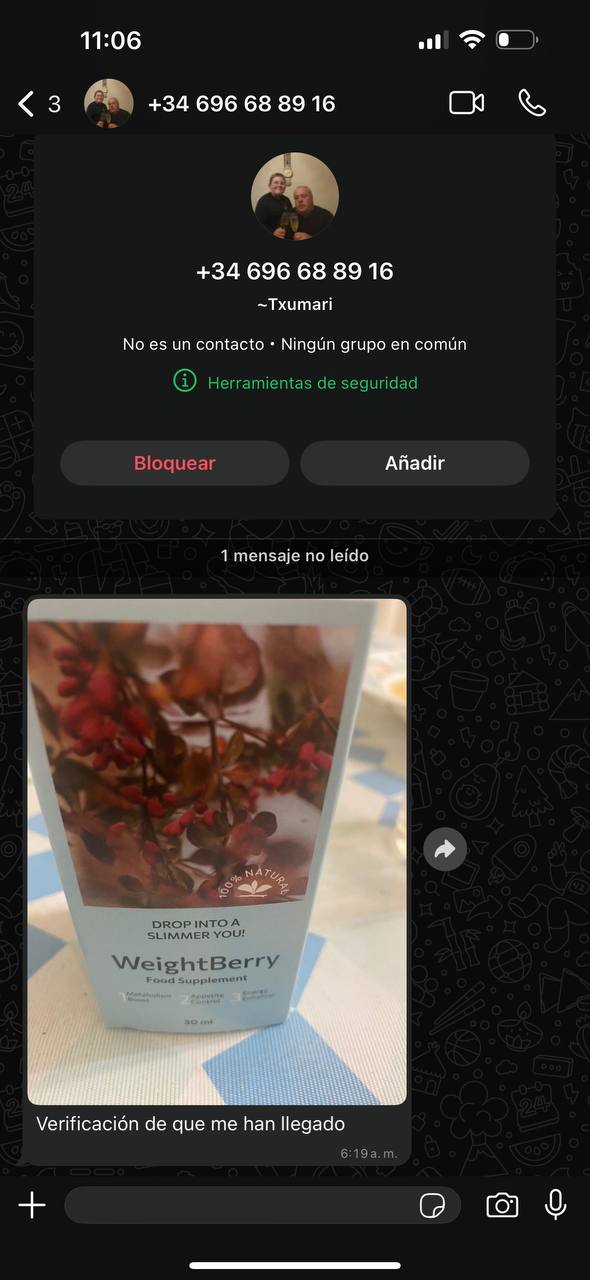 11:06
3
+34 696 68 89 16
+34 696 68 89 16
~Txumari
No es un contacto • Ningún grupo en común
Herramientas de seguridad
Bloquear
Añadir
1 mensaje no leído
100% NATURAL
DROP INTO A
SLIMMER YOU!
WeightBerry
Food Supplement
1 Metabolism Boost 2 Appetite Control 3 Energy Enhancer
30 ml
Verificación de que me han llegado
6:19 a. m.